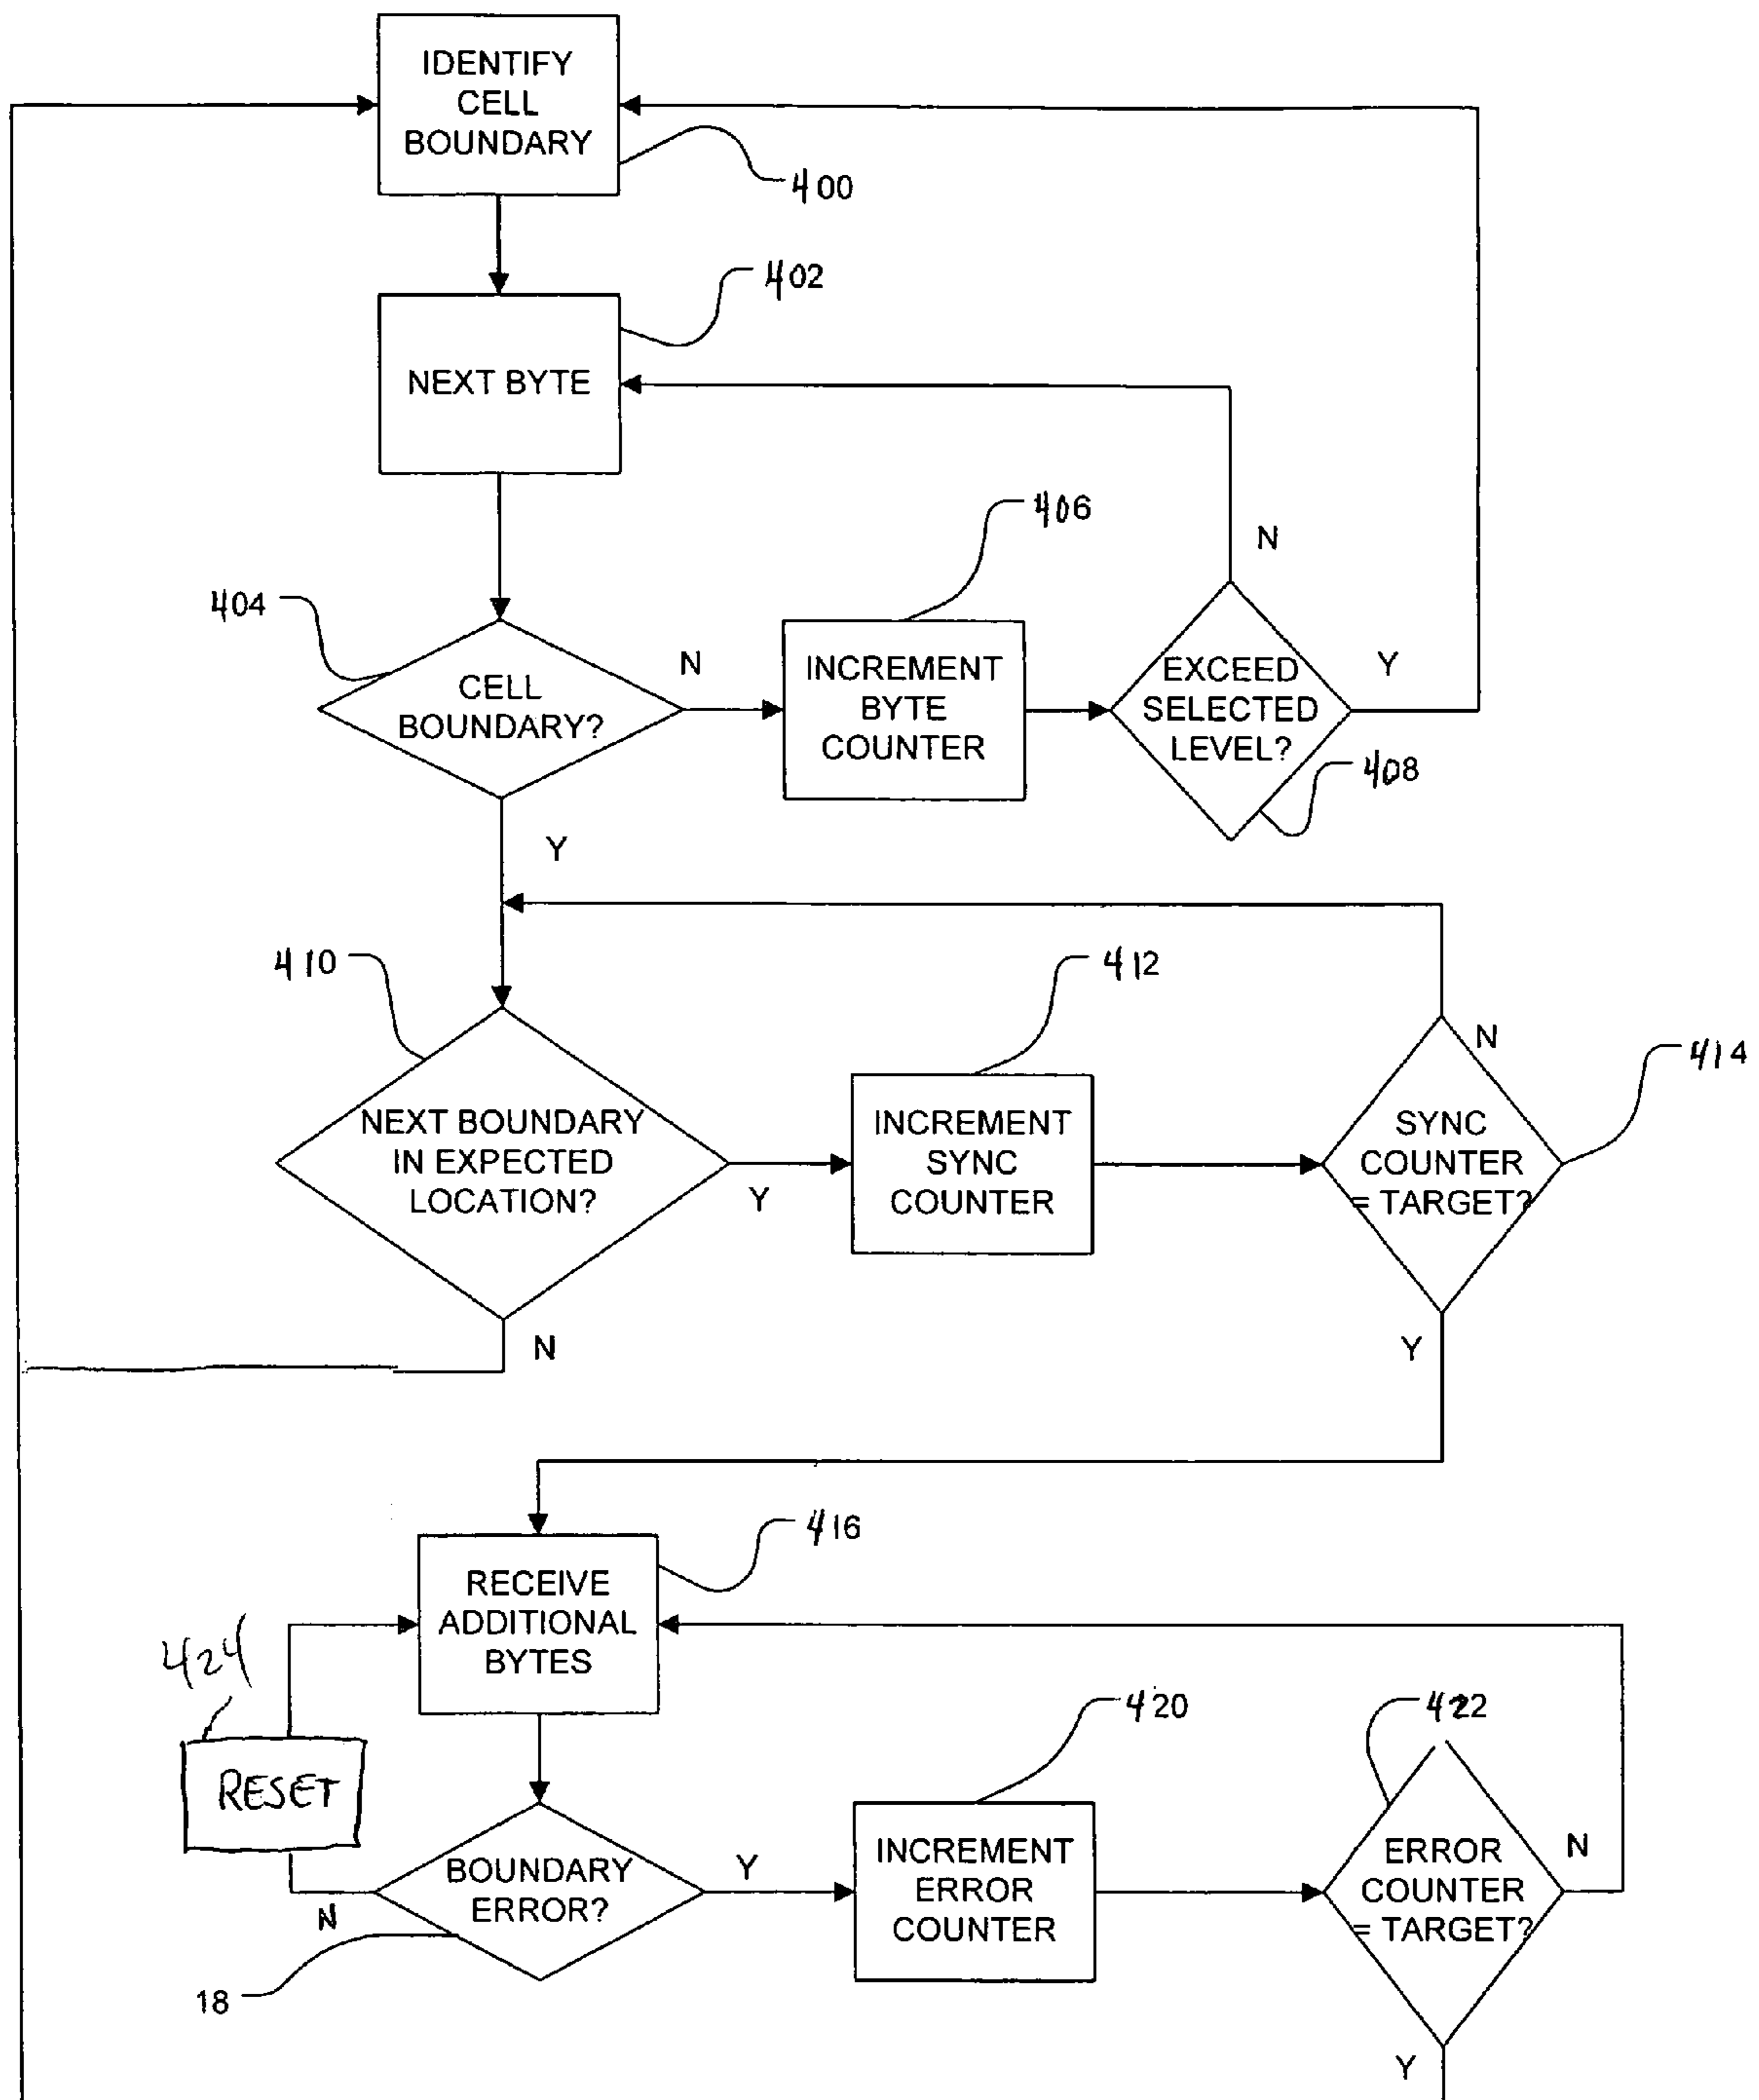 IDENTIFY
CELL
BOUNDARY
400
402
NEXT BYTE
406
N
404
CELL
BOUNDARY?
N
INCREMENT
BYTE
COUNTER
EXCEED
SELECTED
LEVEL?
Y
408
Y
410
412
N
414
NEXT BOUNDARY
IN EXPECTED
LOCATION?
Y
INCREMENT
SYNC
COUNTER
SYNC
COUNTER
= TARGET?
N
Y
416
RECEIVE
ADDITIONAL
BYTES
424
RESET
420
422
BOUNDARY
ERROR?
Y
N
18
INCREMENT
ERROR
COUNTER
ERROR
COUNTER
= TARGET?
N
Y